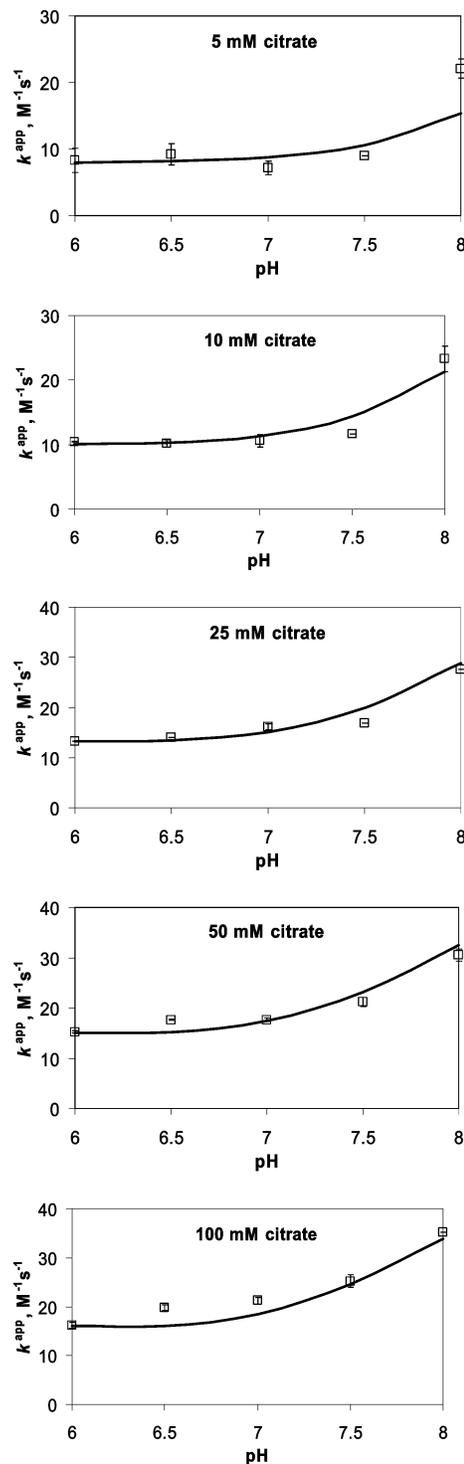 5 mM citrate
30
20
10
0
k^app, M⁻¹s⁻¹
6 6.5 7 7.5 8
pH
10 mM citrate
30
20
10
0
k^app, M⁻¹s⁻¹
6 6.5 7 7.5 8
pH
25 mM citrate
40
30
20
10
0
k^app, M⁻¹s⁻¹
6 6.5 7 7.5 8
pH
50 mM citrate
40
30
20
10
0
k^app, M⁻¹s⁻¹
6 6.5 7 7.5 8
pH
100 mM citrate
40
30
20
10
0
k^app, M⁻¹s⁻¹
6 6.5 7 7.5 8
pH